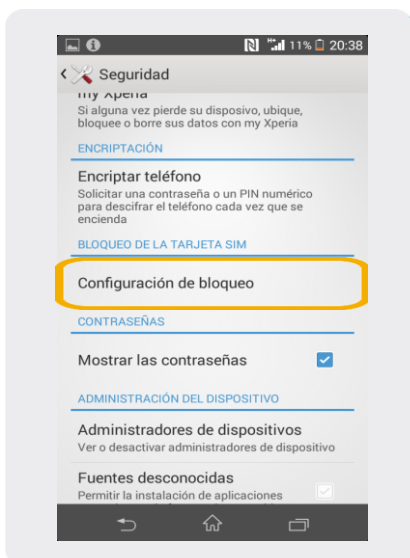 11% 20:38
Seguridad
my Xperia
Si alguna vez pierde su disposivo, ubique,
bloquee o borre sus datos con my Xperia
ENCRIPTACIÓN
Encriptar teléfono
Solicitar una contraseña o un PIN numérico
para descifrar el teléfono cada vez que se
encienda
BLOQUEO DE LA TARJETA SIM
Configuración de bloqueo
CONTRASEÑAS
Mostrar las contraseñas
ADMINISTRACIÓN DEL DISPOSITIVO
Administradores de dispositivos
Ver o desactivar administradores de dispositivo
Fuentes desconocidas
Permitir la instalación de aplicaciones